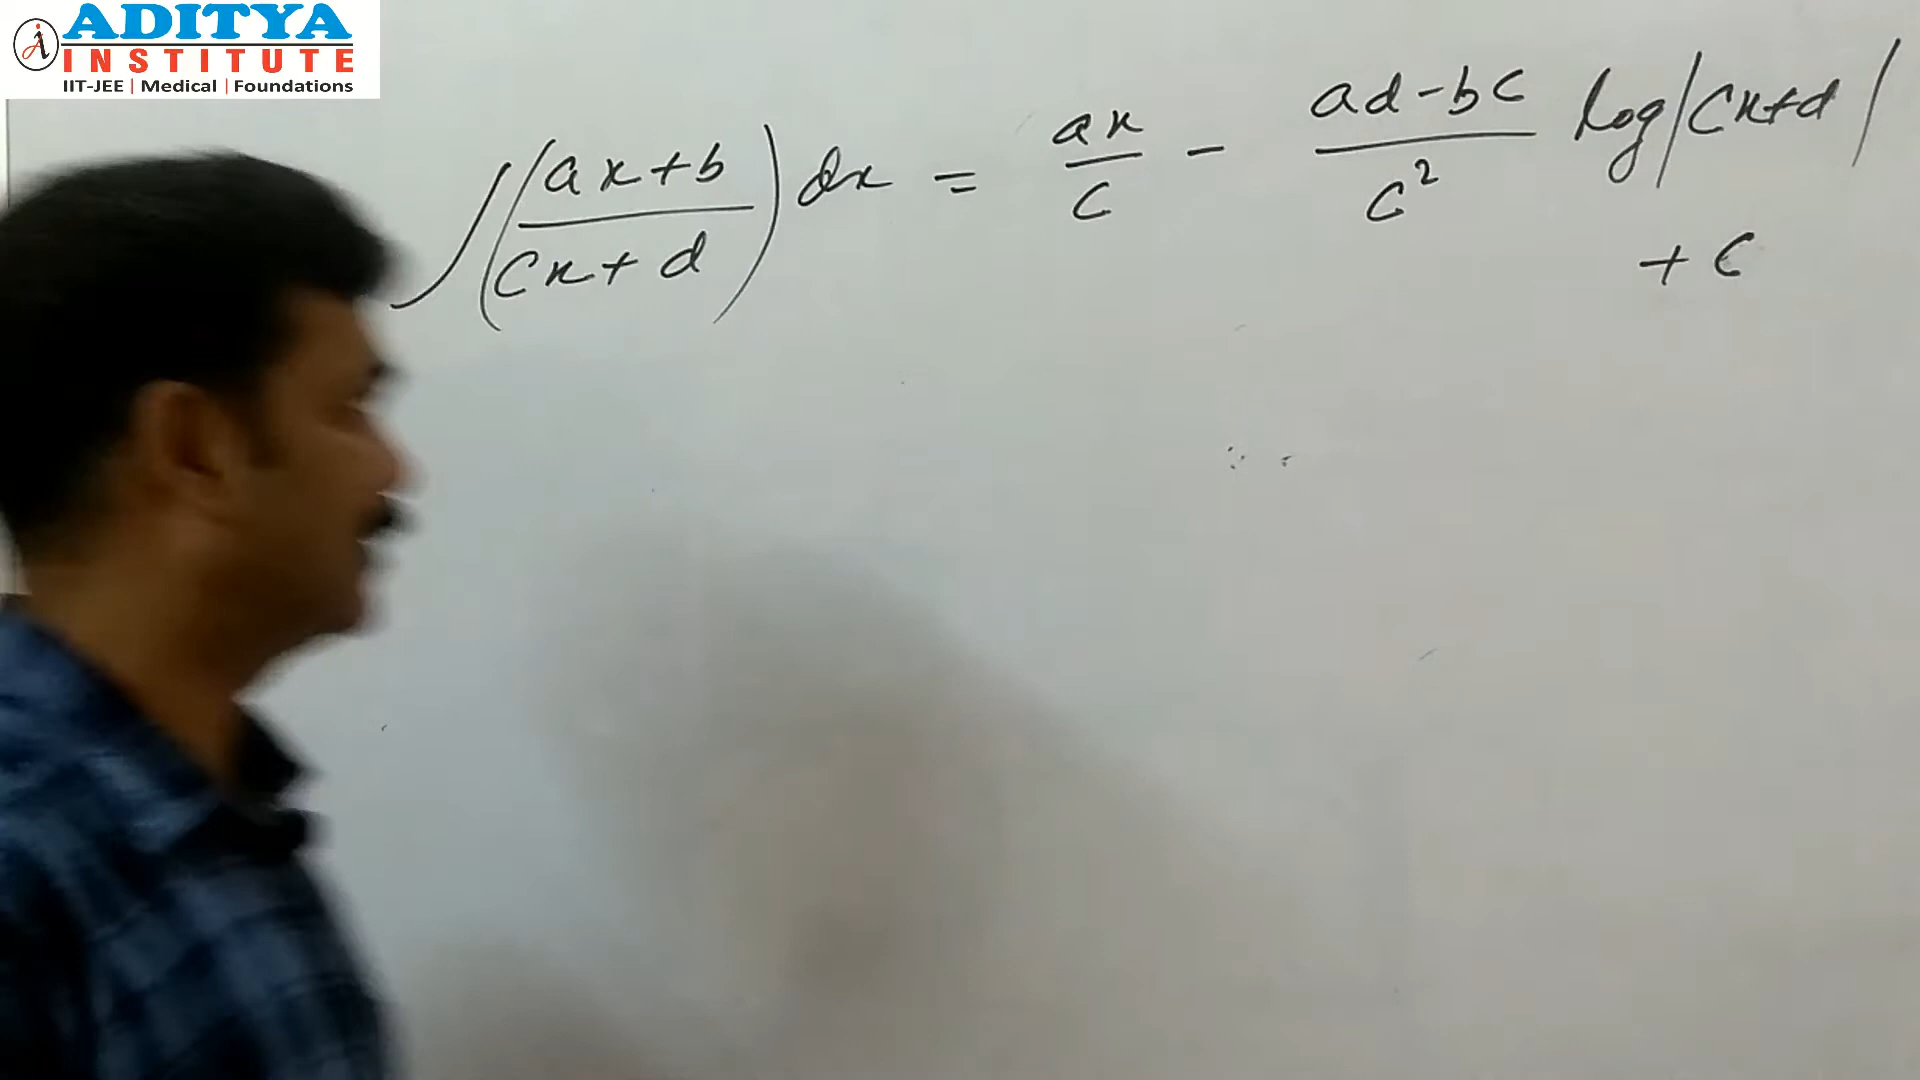 ADITYA
INSTITUTE
IIT-JEE | Medical | Foundations
∫((ax+b)/(cx+d)) dx = ax/c - (ad-bc)/c² log|cx+d|
+ c